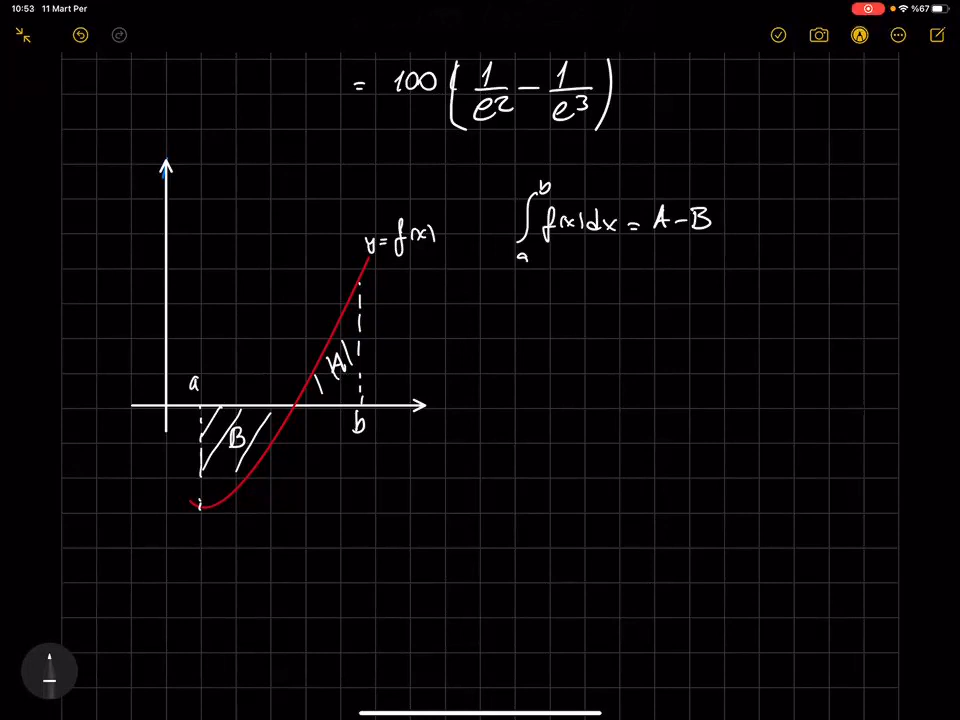 10:53 11 Mart Per %67
= 100 ( 1/e² − 1/e³ )
∫ₐᵇ f(x)dx = A − B
y = f(x)
A
a
b
B